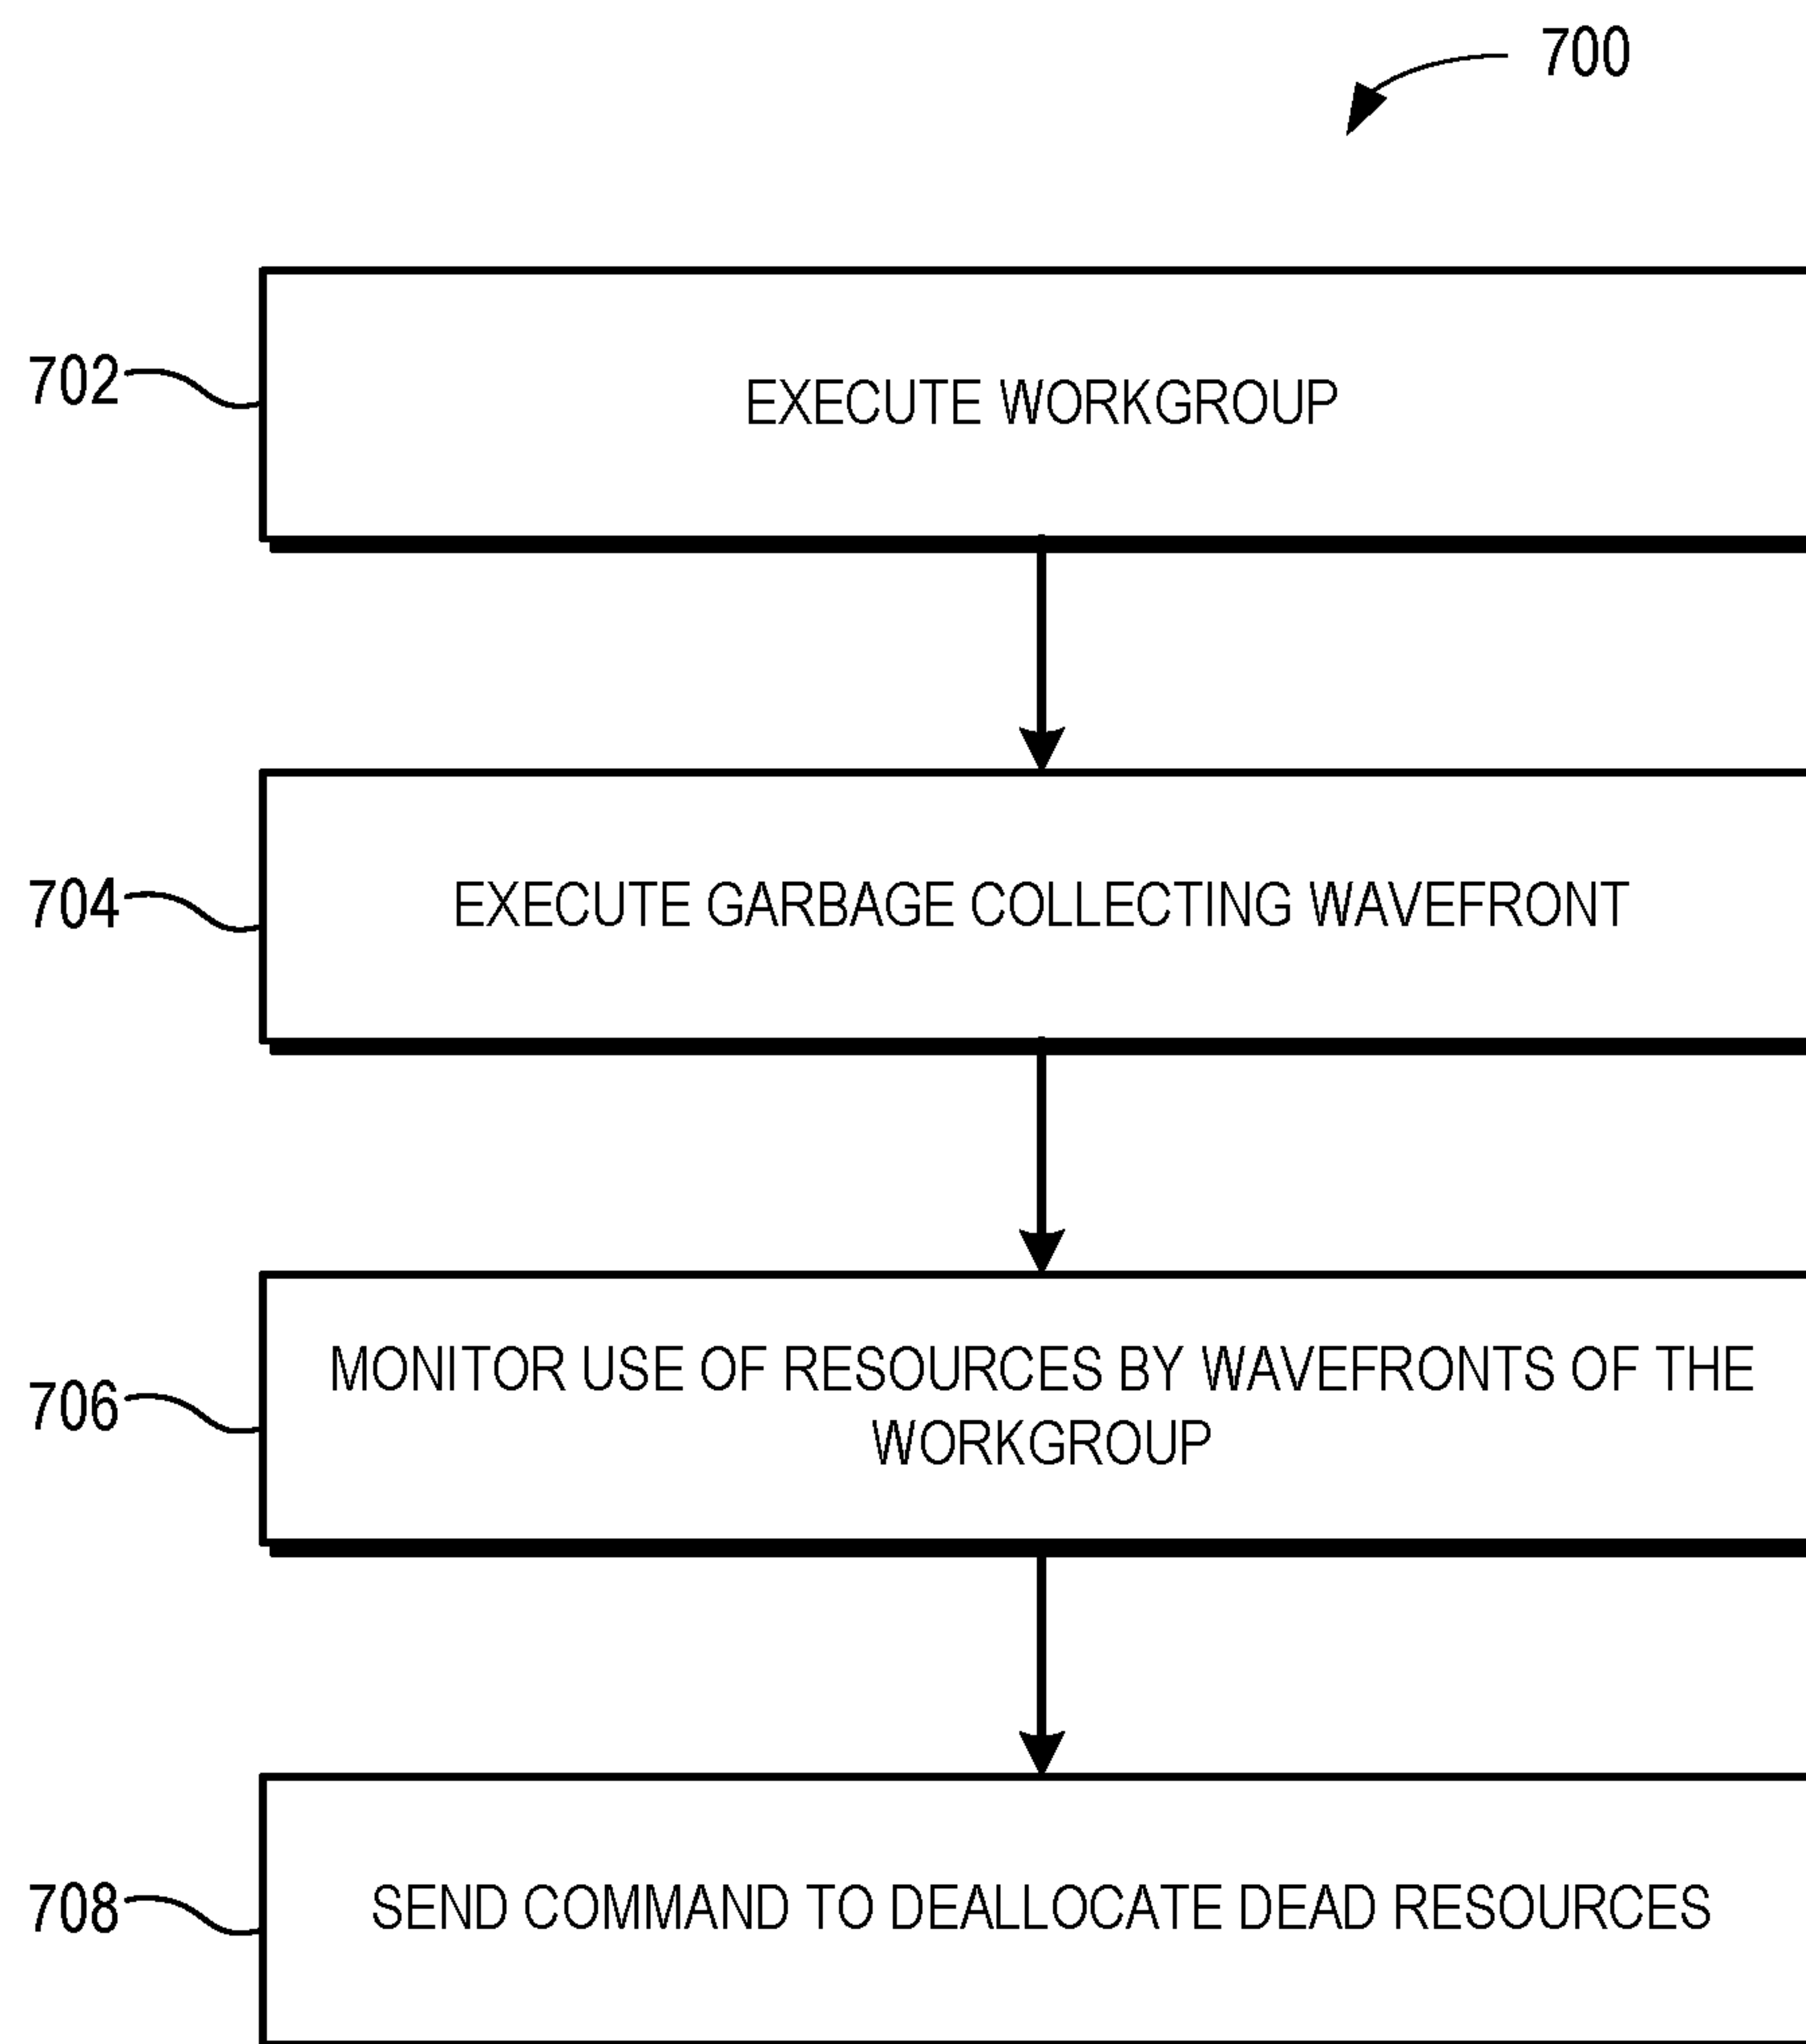 700
702
EXECUTE WORKGROUP
704
EXECUTE GARBAGE COLLECTING WAVEFRONT
706
MONITOR USE OF RESOURCES BY WAVEFRONTS OF THE
WORKGROUP
708
SEND COMMAND TO DEALLOCATE DEAD RESOURCES